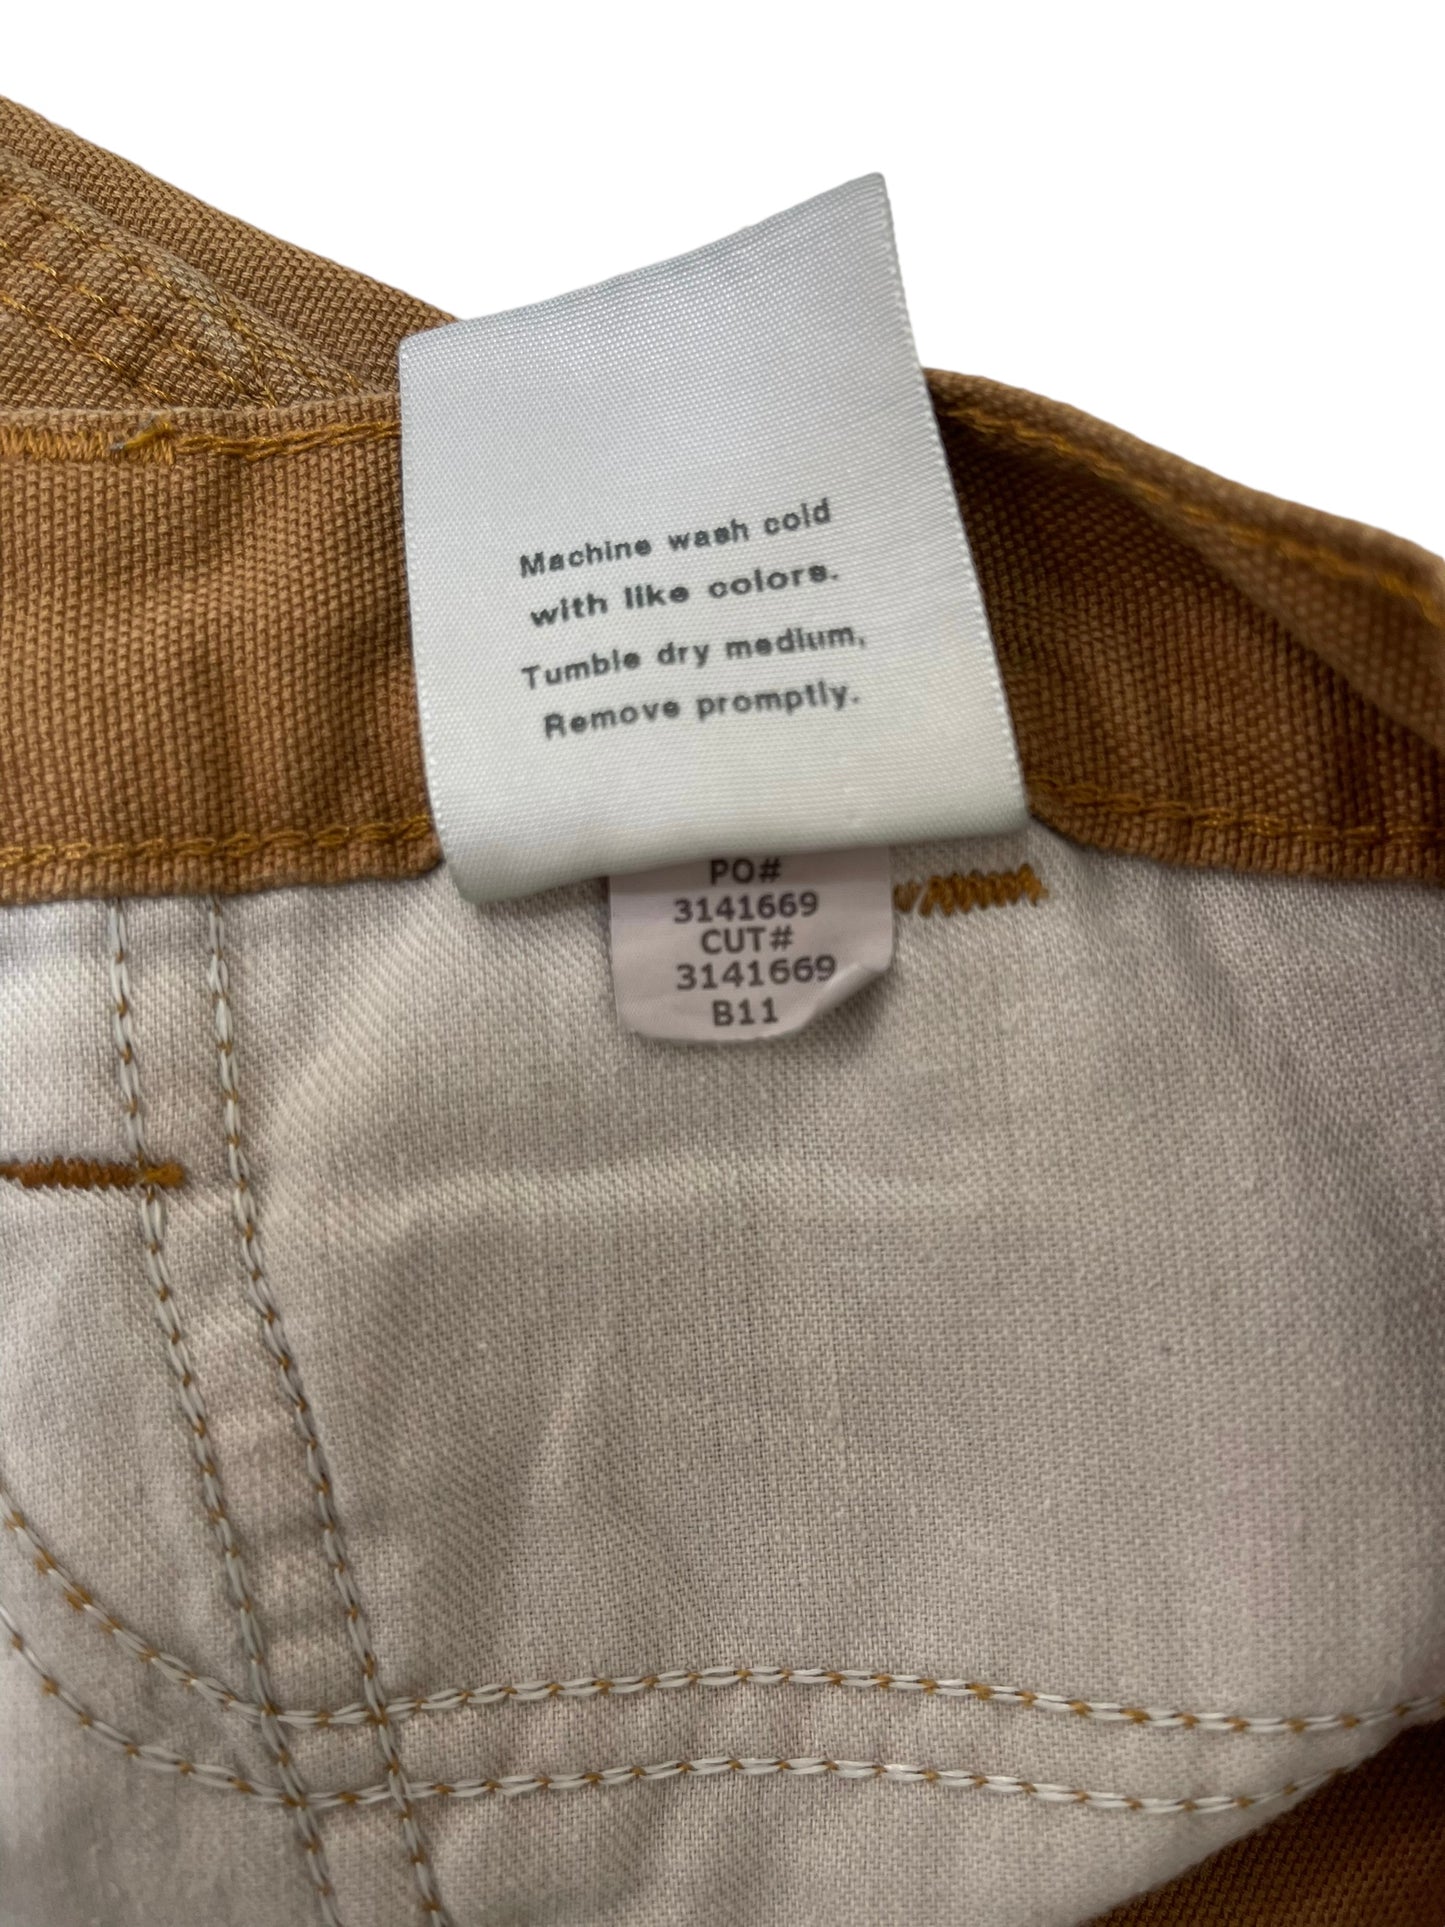 Machine wash cold
with like colors.
Tumble dry medium,
Remove promptly.
PO#
3141669
CUT#
3141669
B11